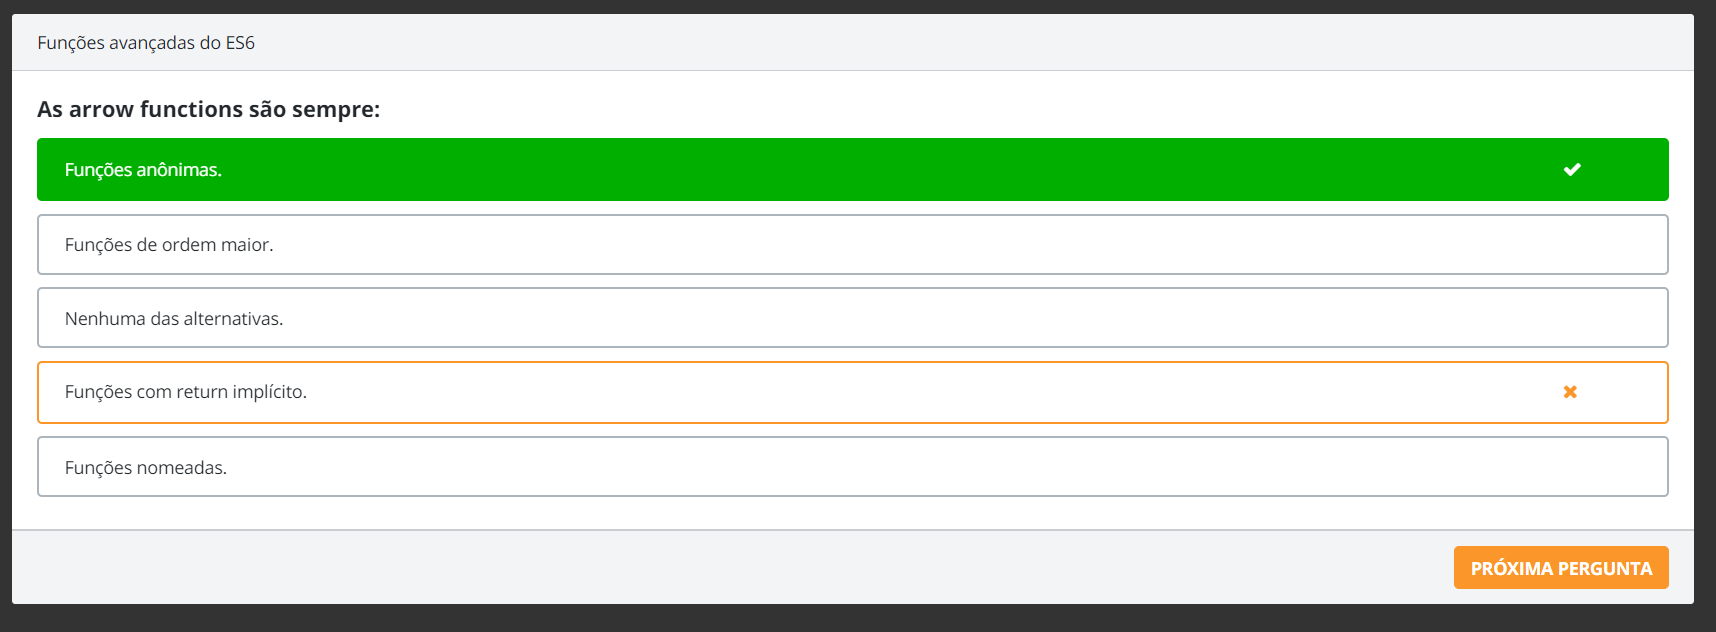 Funções avançadas do ES6
As arrow functions são sempre:
Funções anônimas.
Funções de ordem maior.
Nenhuma das alternativas.
Funções com return implícito.
Funções nomeadas.
PRÓXIMA PERGUNTA